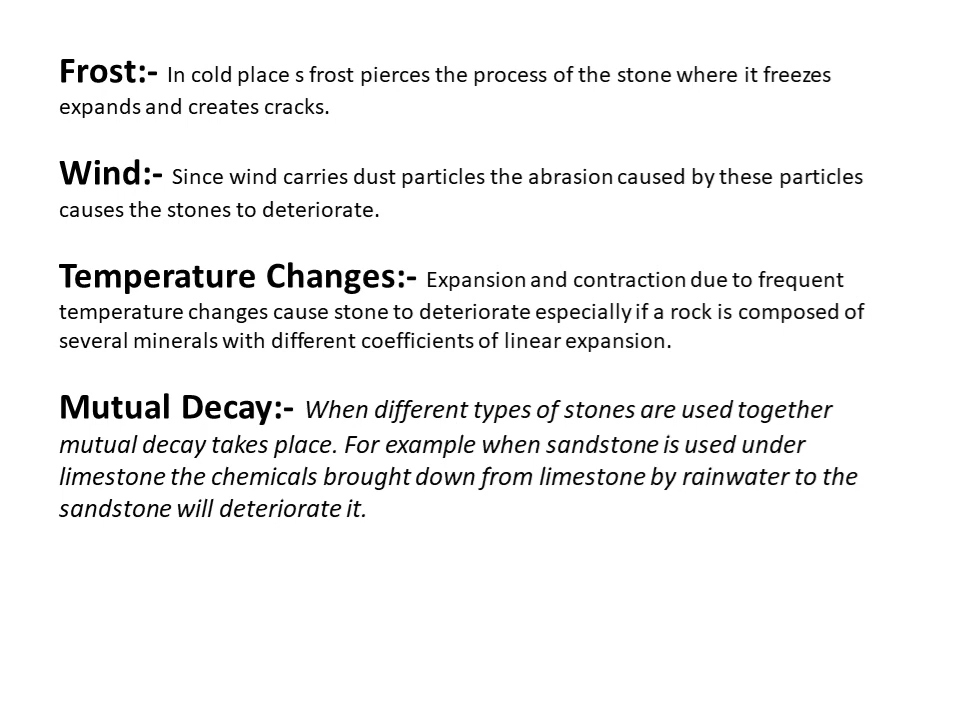 Frost:- In cold place s frost pierces the process of the stone where it freezes
expands and creates cracks.
Wind:- Since wind carries dust particles the abrasion caused by these particles
causes the stones to deteriorate.
Temperature Changes:- Expansion and contraction due to frequent
temperature changes cause stone to deteriorate especially if a rock is composed of
several minerals with different coefficients of linear expansion.
Mutual Decay:- When different types of stones are used together
mutual decay takes place. For example when sandstone is used under
limestone the chemicals brought down from limestone by rainwater to the
sandstone will deteriorate it.